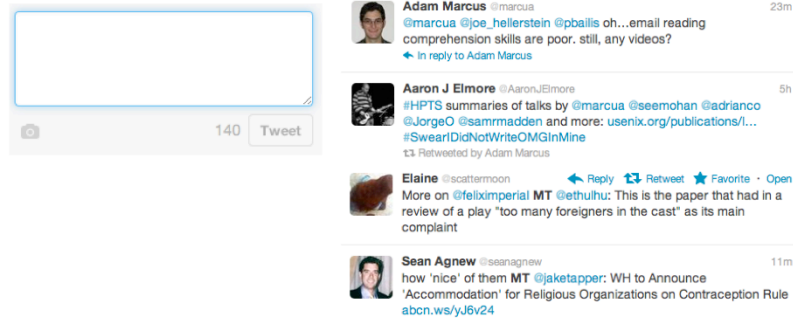 140 Tweet
Adam Marcus @marcua 23m
@marcua @joe_hellerstein @pbailis oh...email reading
comprehension skills are poor. still, any videos?
In reply to Adam Marcus
Aaron J Elmore @AaronJElmore 5h
#HPTS summaries of talks by @marcua @seemohan @adrianco
@JorgeO @samrmadden and more: usenix.org/publications/l...
#SwearIDidNotWriteOMGInMine
Retweeted by Adam Marcus
Elaine @scattermoon Reply Retweet Favorite · Open
More on @felixim­perial MT @ethulhu: This is the paper that had in a
review of a play "too many foreigners in the cast" as its main
complaint
Sean Agnew @seanagnew 11m
how 'nice' of them MT @jaketapper: WH to Announce
'Accommodation' for Religious Organizations on Contraception Rule
abcn.ws/yJ6v24